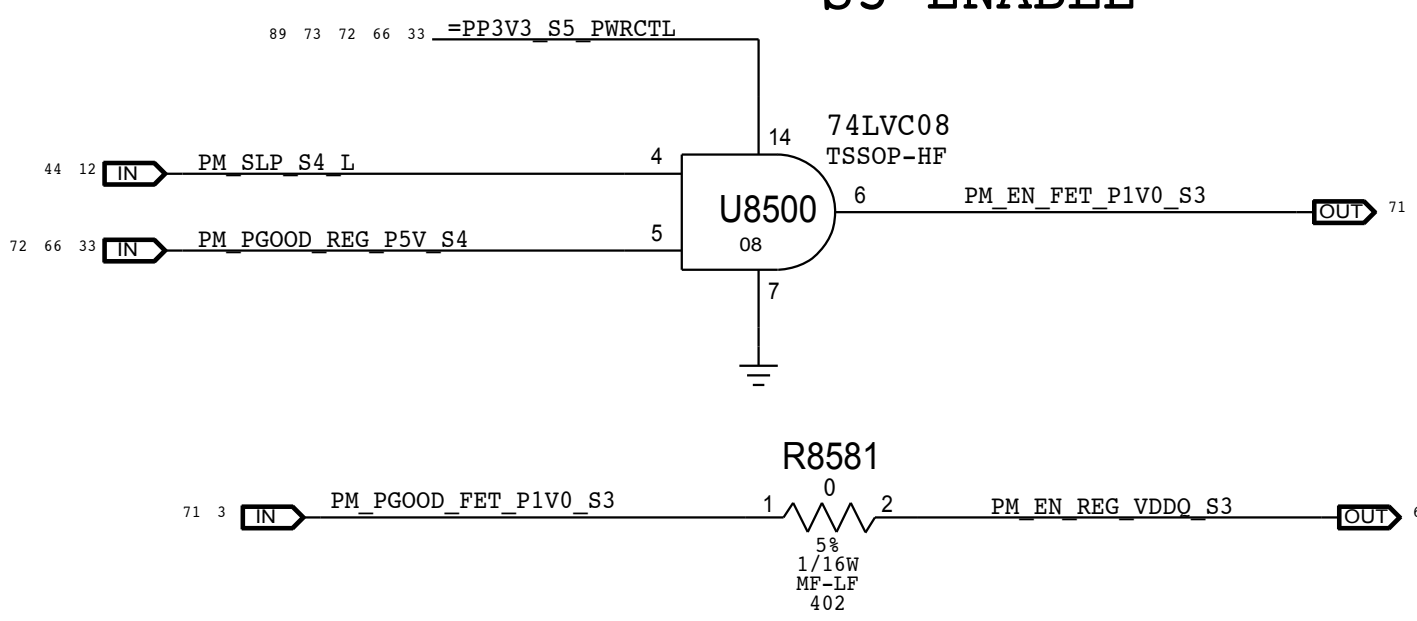 S3 ENABLE
89 73 72 66 33 =PP3V3_S5_PWRCTL
14 74LVC08
TSSOP-HF
44 12 IN PM_SLP_S4_L 4
U8500 6 PM_EN_FET_P1V0_S3 OUT 71
72 66 33 IN PM_PGOOD_REG_P5V_S4 5
08
7
R8581
0
71 3 IN PM_PGOOD_FET_P1V0_S3 1 2 PM_EN_REG_VDDQ_S3 OUT
5%
1/16W
MF-LF
402